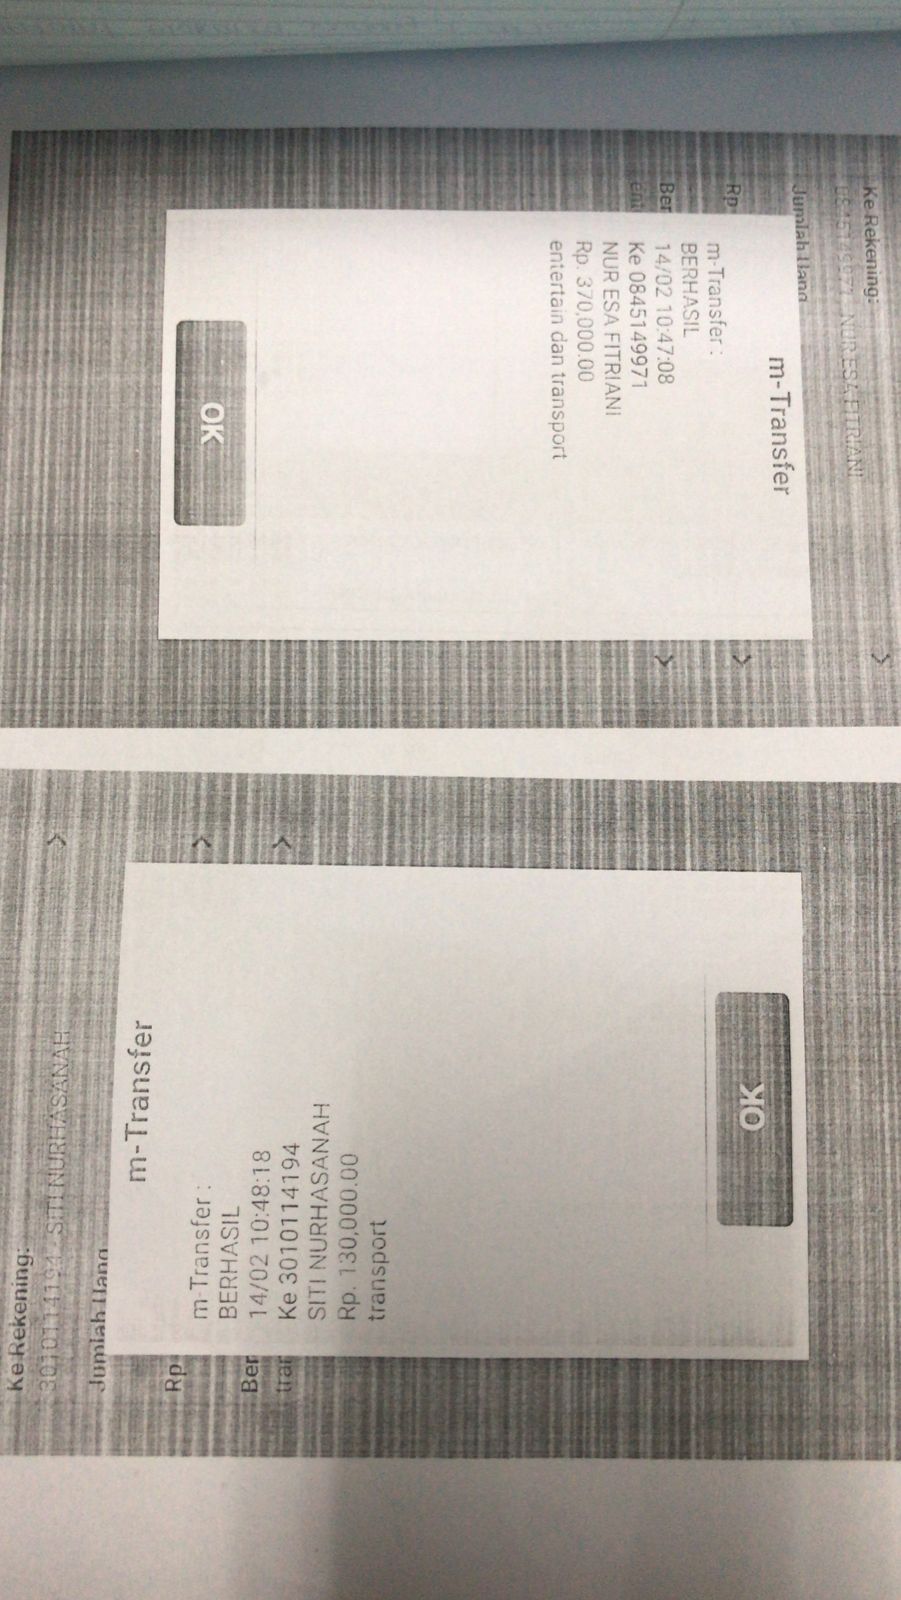 Ke Rekening:
0845149971 - NUR ESA FITRIANI
Jumlah Uang
Rp
Ber
ent
m-Transfer
m-Transfer :
BERHASIL
14/02 10:47:08
Ke 0845149971
NUR ESA FITRIANI
Rp. 370,000.00
entertain dan transport
OK
Ke Rekening:
3010114194 - SITI NURHASANAH
Jumlah Uang
Rp
Ber
tran
m-Transfer
m-Transfer :
BERHASIL
14/02 10:48:18
Ke 3010114194
SITI NURHASANAH
Rp. 130,000.00
transport
OK